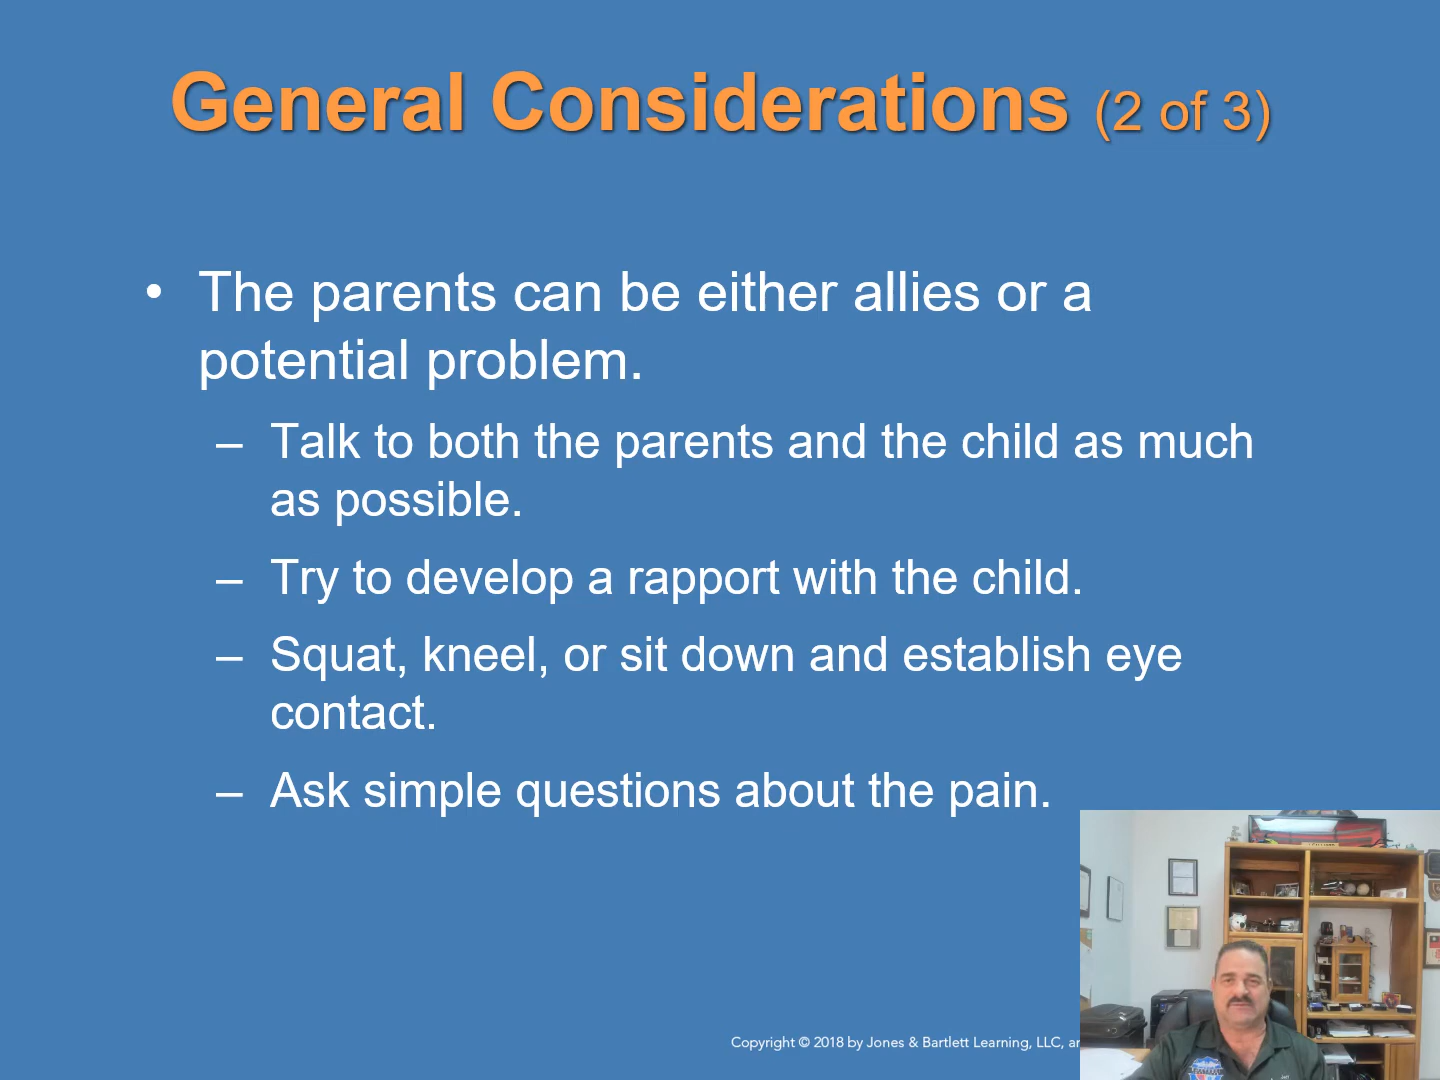 General Considerations (2 of 3)
• The parents can be either allies or a
potential problem.
– Talk to both the parents and the child as much
as possible.
– Try to develop a rapport with the child.
– Squat, kneel, or sit down and establish eye
contact.
– Ask simple questions about the pain.
Copyright © 2018 by Jones & Bartlett Learning, LLC,